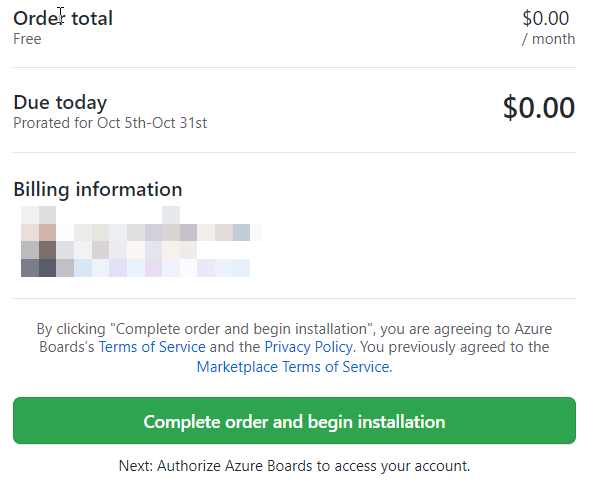 Order total $0.00
Free / month
Due today $0.00
Prorated for Oct 5th-Oct 31st
Billing information
By clicking "Complete order and begin installation", you are agreeing to Azure
Boards’s Terms of Service and the Privacy Policy. You previously agreed to the
Marketplace Terms of Service.
Complete order and begin installation
Next: Authorize Azure Boards to access your account.